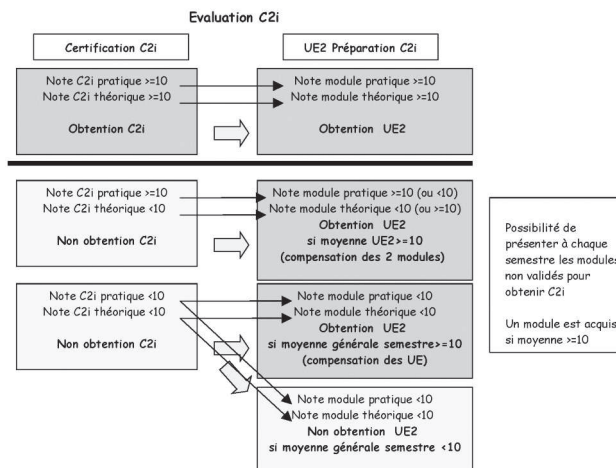 Evaluation C2i
Certification C2i
UE2 Préparation C2i
Note C2i pratique >=10
Note C2i théorique >=10
Obtention C2i
Note module pratique >=10
Note module théorique >=10
Obtention UE2
Note C2i pratique >=10
Note C2i théorique <10
Non obtention C2i
Note module pratique >=10 (ou <10)
Note module théorique <10 (ou >=10)
Obtention UE2
si moyenne UE2>=10
(compensation des 2 modules)
Note C2i pratique <10
Note C2i théorique <10
Non obtention C2i
Note module pratique <10
Note module théorique <10
Obtention UE2
si moyenne générale semestre>=10
(compensation des UE)
Note module pratique <10
Note module théorique <10
Non obtention UE2
si moyenne générale semestre <10
Possibilité de
présenter à chaque
semestre les modules
non validés pour
obtenir C2i
Un module est acquis
si moyenne >=10